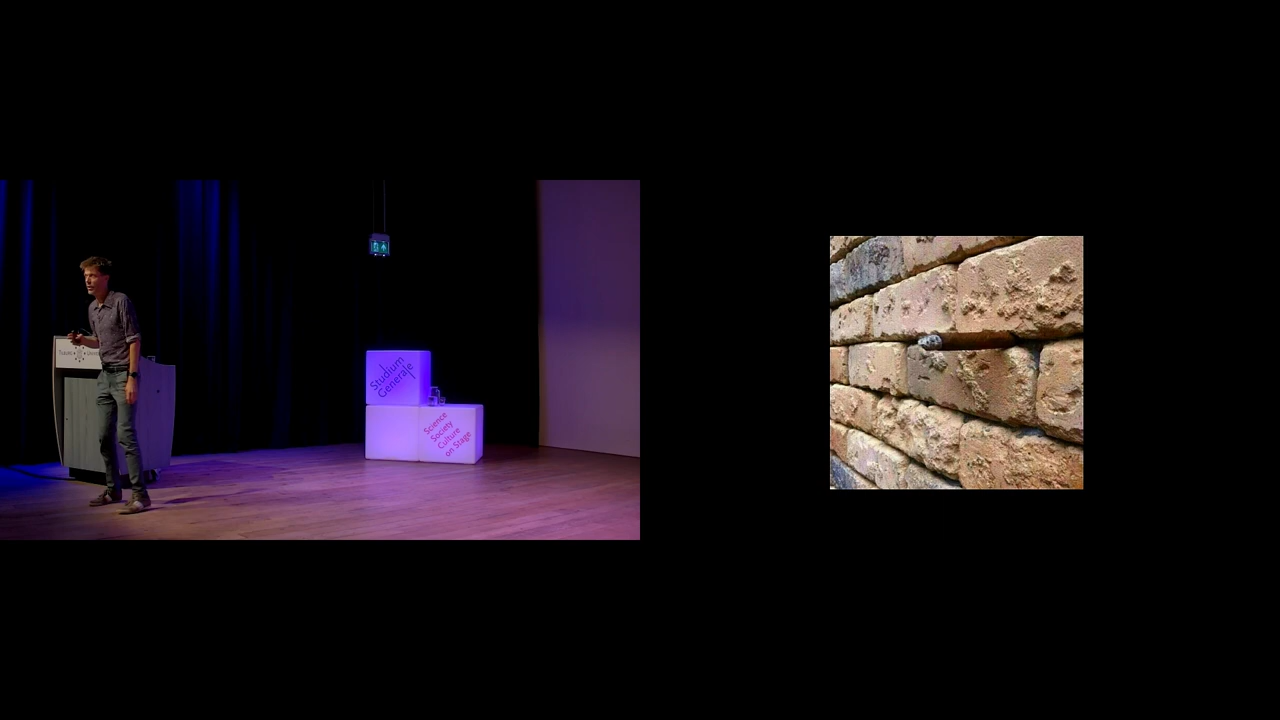 Studium
Generale
Science
Society
Culture
on Stage